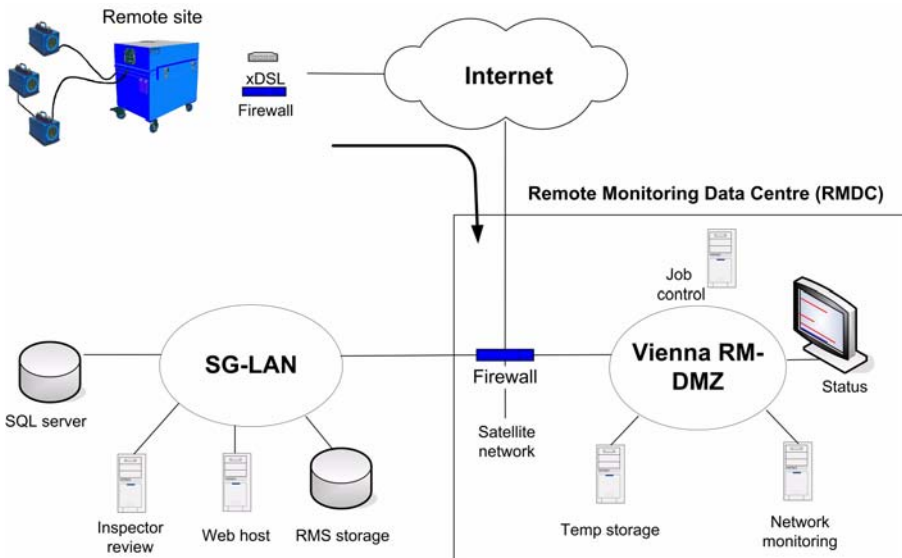 Remote site
xDSL
Firewall
Internet
Remote Monitoring Data Centre (RMDC)
Job
control
SG-LAN
Vienna RM-
DMZ
Firewall
Status
SQL server
Satellite
network
Inspector
review
Web host
RMS storage
Temp storage
Network
monitoring